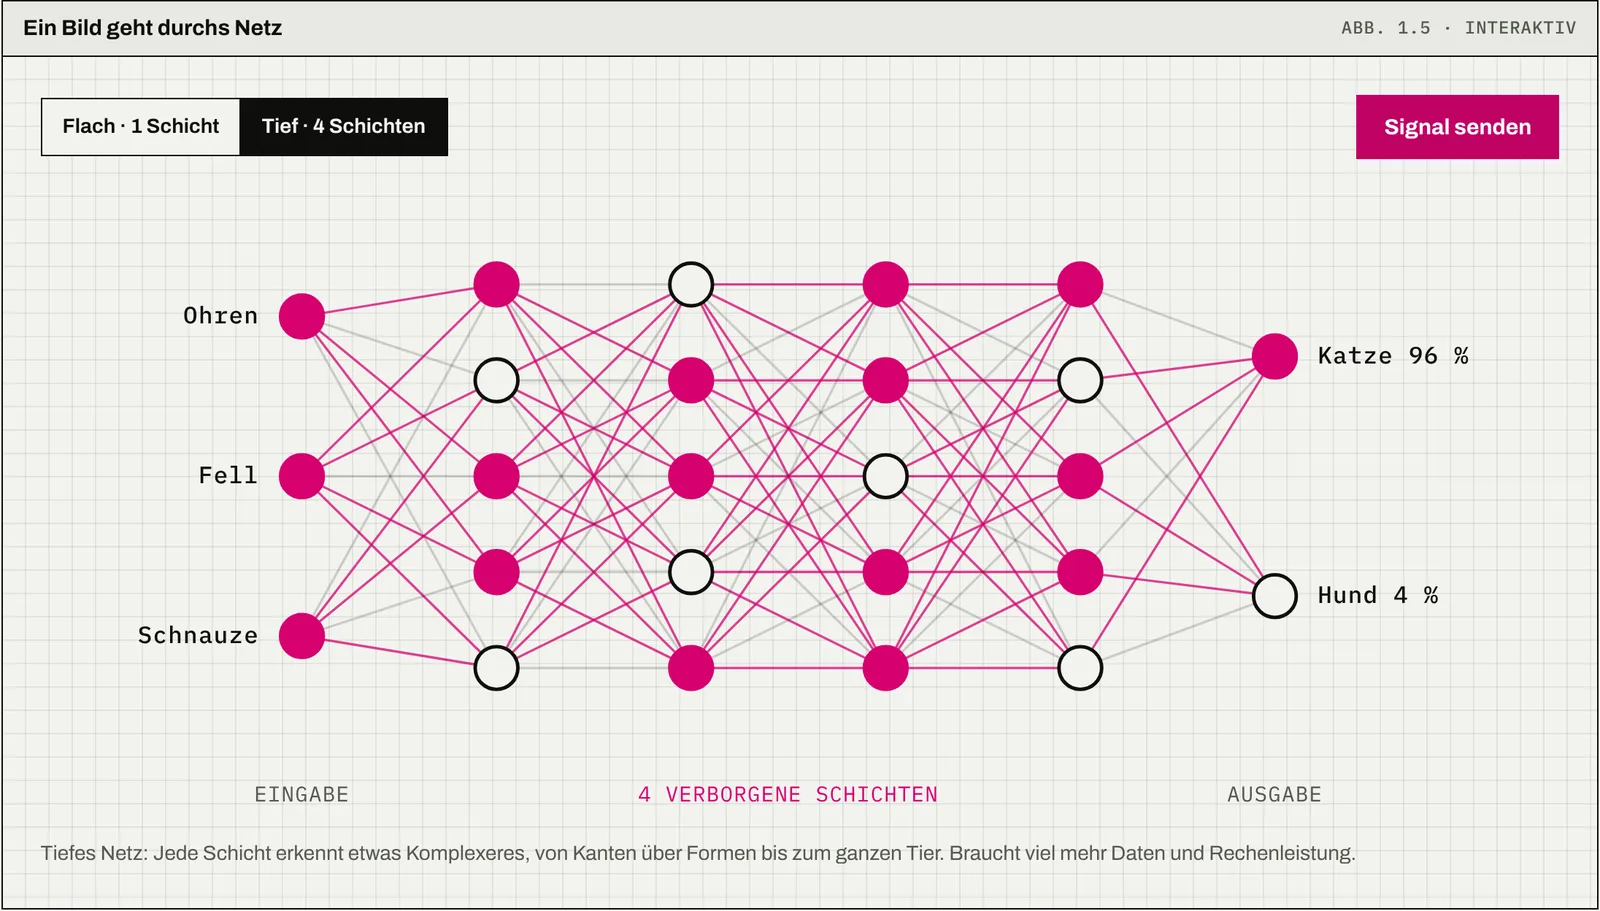 Ein Bild geht durchs Netz
ABB. 1.5 · INTERAKTIV
Flach · 1 Schicht
Tief · 4 Schichten
Signal senden
Ohren
Fell
Schnauze
Katze 96 %
Hund 4 %
EINGABE
4 VERBORGENE SCHICHTEN
AUSGABE
Tiefes Netz: Jede Schicht erkennt etwas Komplexeres, von Kanten über Formen bis zum ganzen Tier. Braucht viel mehr Daten und Rechenleistung.